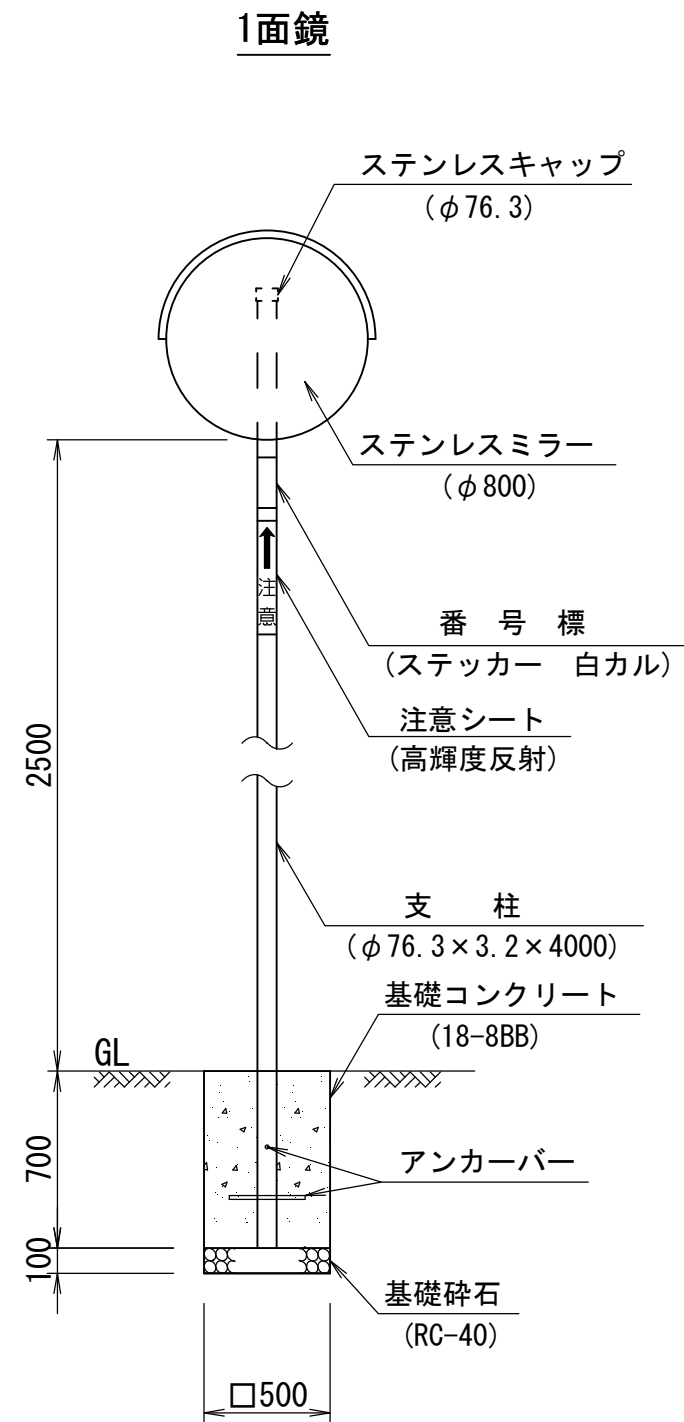 1面鏡
ステンレスキャップ
(φ76.3)
ステンレスミラー
(φ800)
注意
番 号 標
(ステッカー 白カル)
注意シート
(高輝度反射)
2500
支 柱
(φ76.3×3.2×4000)
基礎コンクリート
(18-8BB)
GL
700
アンカーバー
100
基礎砕石
(RC-40)
□500